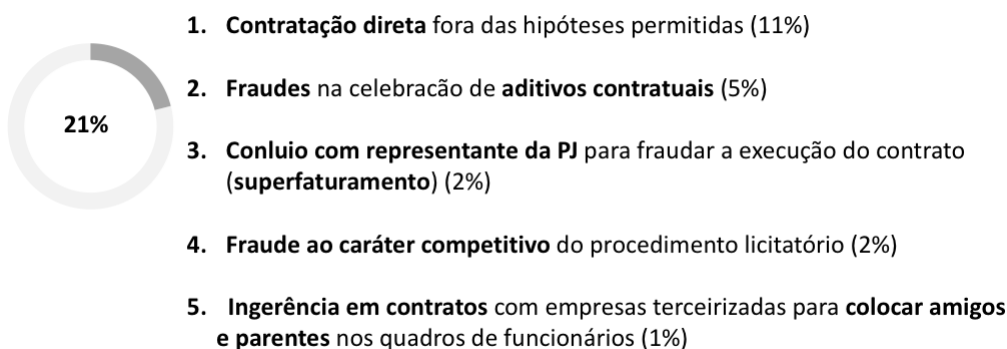 1. Contratação direta fora das hipóteses permitidas (11%)
2. Fraudes na celebracão de aditivos contratuais (5%)
21%
3. Conluio com representante da PJ para fraudar a execução do contrato
(superfaturamento) (2%)
4. Fraude ao caráter competitivo do procedimento licitatório (2%)
5. Ingerência em contratos com empresas terceirizadas para colocar amigos
e parentes nos quadros de funcionários (1%)